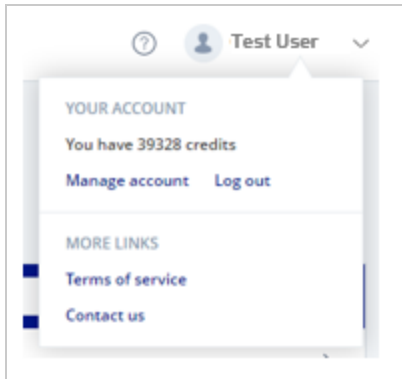 Test User
YOUR ACCOUNT
You have 39328 credits
Manage account Log out
MORE LINKS
Terms of service
Contact us